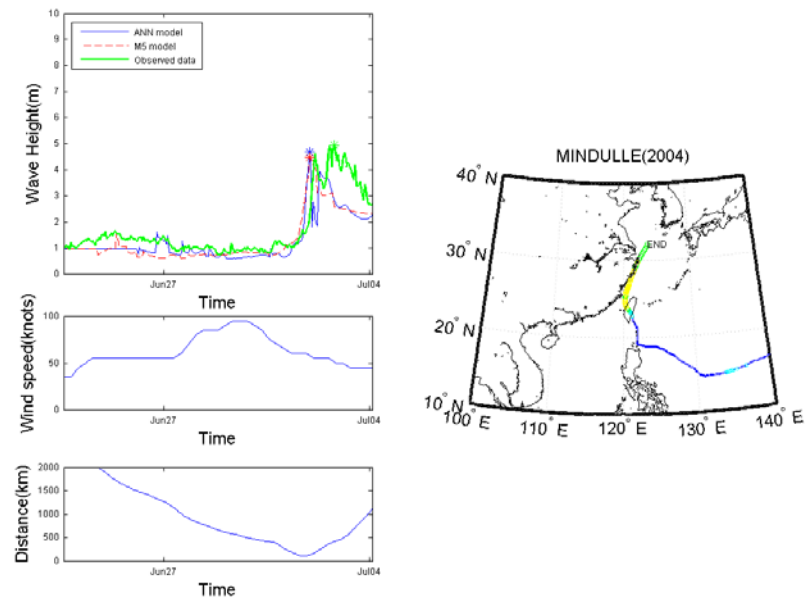 10
9
8
7
6
5
4
3
2
1
0
Wave Height(m)
ANN model
M5 model
Observed data
Jun27
Jul04
Time
100
50
0
Wind speed(knots)
Jun27
Jul04
Time
2000
1500
1000
500
0
Distance(km)
Jun27
Jul04
Time
MINDULLE(2004)
40° N
30° N
20° N
10° N
100° E
110° E
120° E
130° E
140° E
END